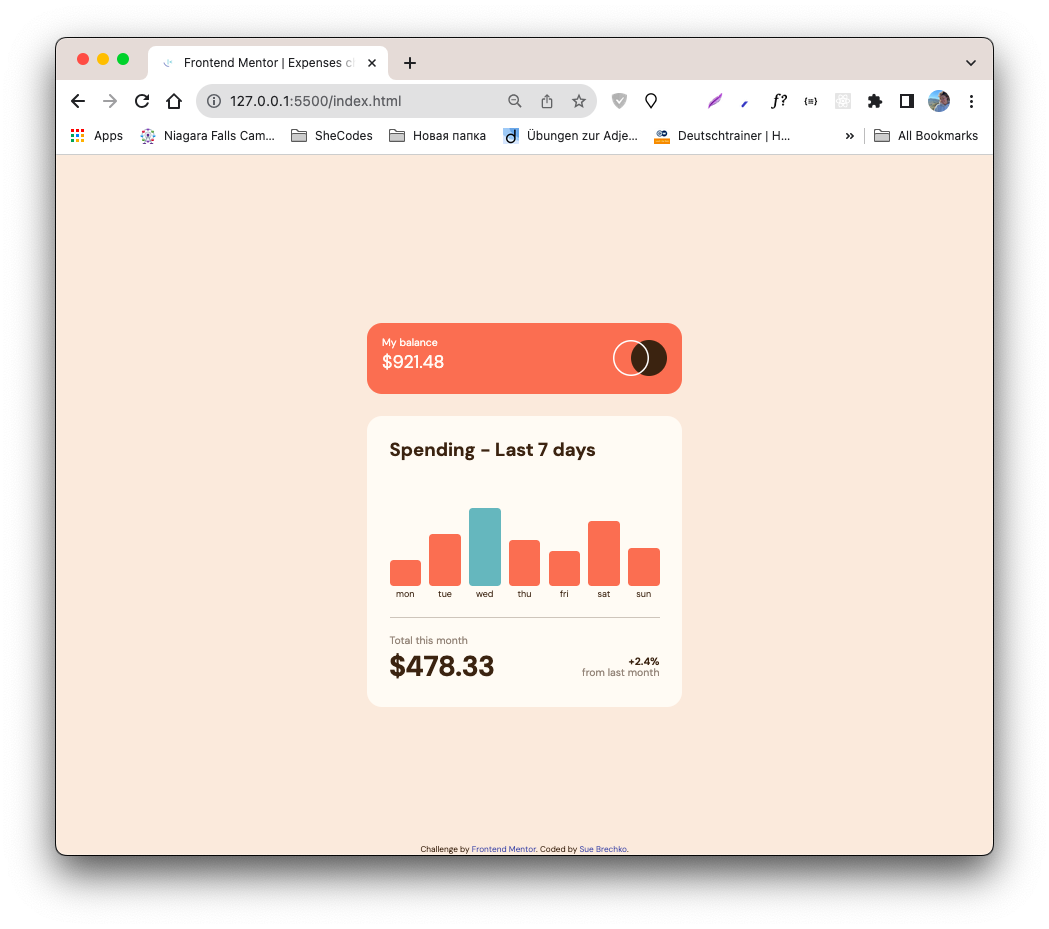 Frontend Mentor | Expenses c
127.0.0.1:5500/index.html
f?
{=}
Apps
Niagara Falls Cam...
SheCodes
Новая папка
Übungen zur Adje...
Deutschtrainer | H...
»
All Bookmarks
My balance
$921.48
Spending - Last 7 days
mon tue wed thu fri sat sun
Total this month
$478.33
+2.4%
from last month
Challenge by Frontend Mentor. Coded by Sue Brechko.